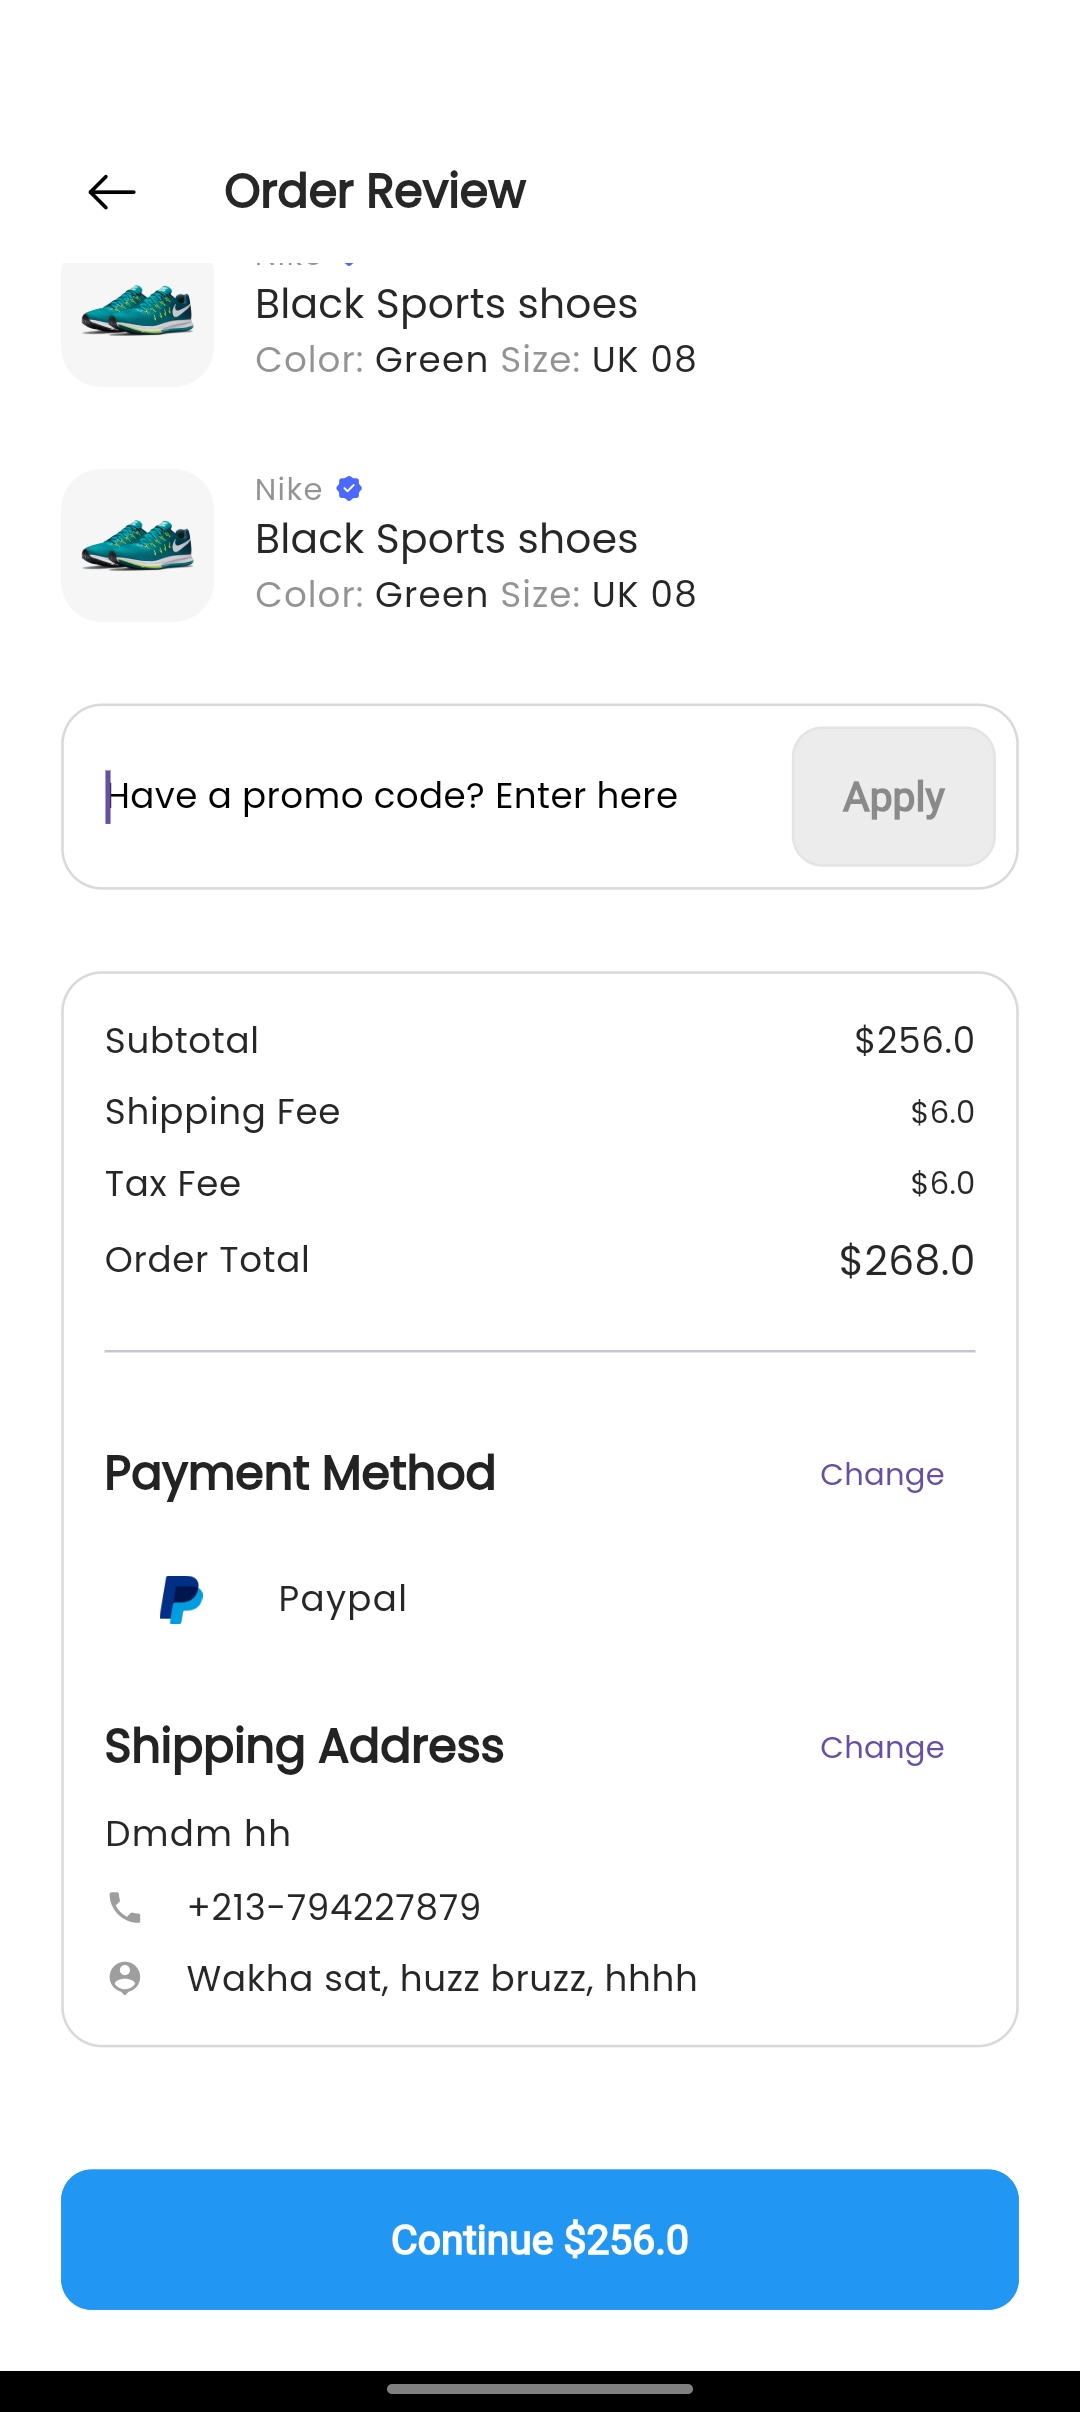 Order Review
Black Sports shoes
Color: Green Size: UK 08
Nike
Black Sports shoes
Color: Green Size: UK 08
Have a promo code? Enter here
Apply
Subtotal $256.0
Shipping Fee $6.0
Tax Fee $6.0
Order Total $268.0
Payment Method Change
Paypal
Shipping Address Change
Dmdm hh
+213-794227879
Wakha sat, huzz bruzz, hhhh
Continue $256.0